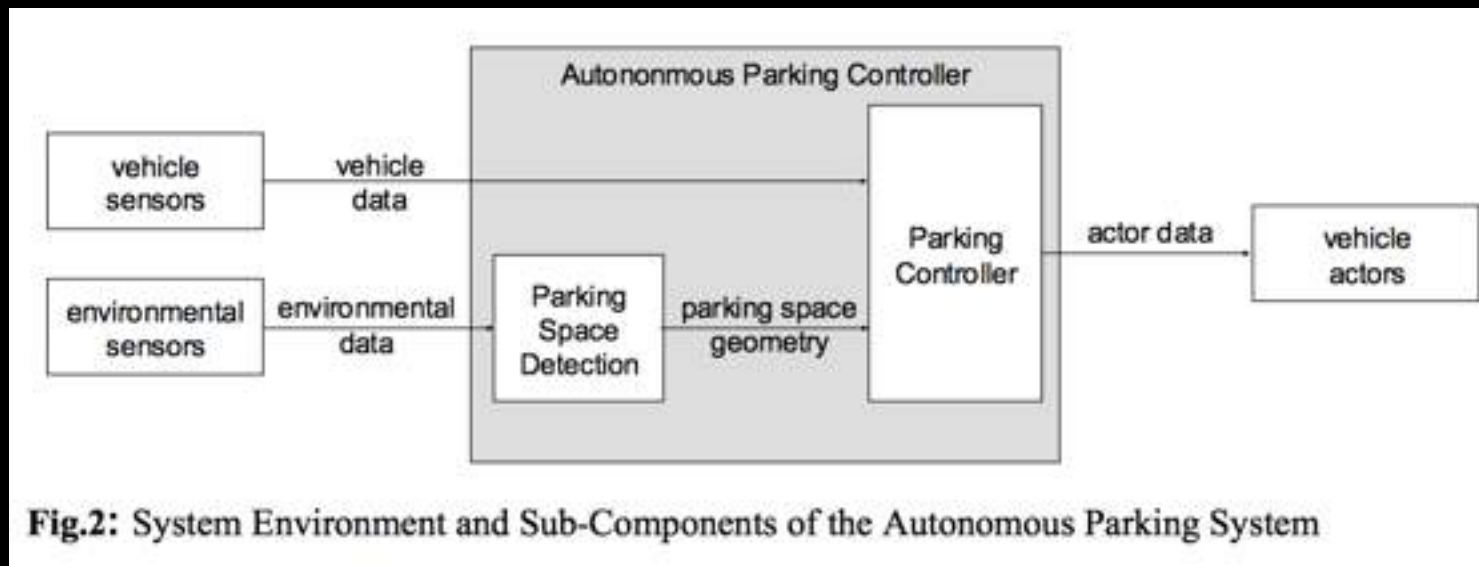 Autononmous Parking Controller
vehicle
sensors
vehicle
data
Parking
Controller
actor data
vehicle
actors
environmental
sensors
environmental
data
Parking
Space
Detection
parking space
geometry
Fig.2: System Environment and Sub-Components of the Autonomous Parking System